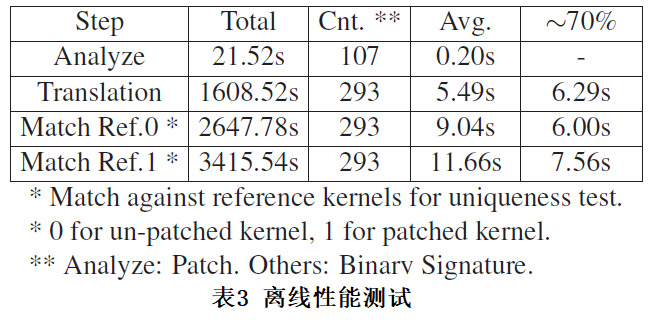 Step Total Cnt. ** Avg. ~70%
Analyze 21.52s 107 0.20s -
Translation 1608.52s 293 5.49s 6.29s
Match Ref.0 * 2647.78s 293 9.04s 6.00s
Match Ref.1 * 3415.54s 293 11.66s 7.56s
* Match against reference kernels for uniqueness test.
* 0 for un-patched kernel, 1 for patched kernel.
** Analyze: Patch. Others: Binary Signature.
表3 离线性能测试